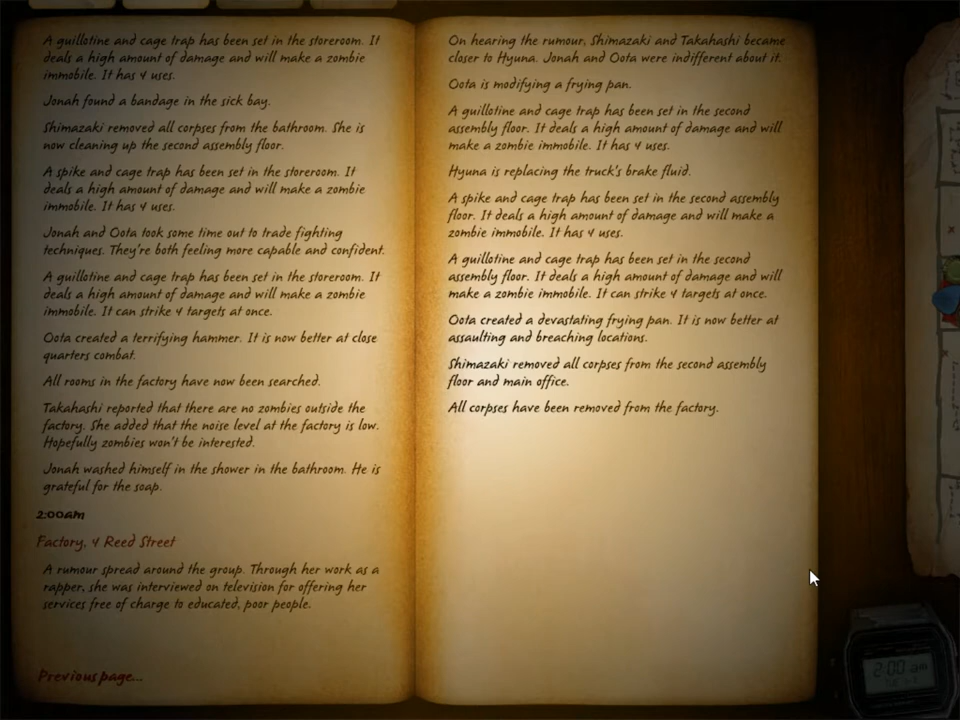 A guillotine and cage trap has been set in the storeroom. It
deals a high amount of damage and will make a zombie
immobile. It has 4 uses.
Jonah found a bandage in the sick bay.
Shimazaki removed all corpses from the bathroom. She is
now cleaning up the second assembly floor.
A spike and cage trap has been set in the storeroom. It
deals a high amount of damage and will make a zombie
immobile. It has 4 uses.
Jonah and Oota took some time out to trade fighting
techniques. They're both feeling more capable and confident.
A guillotine and cage trap has been set in the storeroom. It
deals a high amount of damage and will make a zombie
immobile. It can strike 4 targets at once.
Oota created a terrifying hammer. It is now better at close
quarters combat.
All rooms in the factory have now been searched.
Takahashi reported that there are no zombies outside the
factory. She added that the noise level at the factory is low.
Hopefully zombies won't be interested.
Jonah washed himself in the shower in the bathroom. He is
grateful for the soap.
2:00am
Factory, 4 Reed Street
A rumour spread around the group. Through her work as a
rapper, she was interviewed on television for offering her
services free of charge to educated, poor people.
Previous page...
On hearing the rumour, Shimazaki and Takahashi became
closer to Hyuna. Jonah and Oota were indifferent about it.
Oota is modifying a frying pan.
A guillotine and cage trap has been set in the second
assembly floor. It deals a high amount of damage and will
make a zombie immobile. It has 4 uses.
Hyuna is replacing the truck's brake fluid.
A spike and cage trap has been set in the second assembly
floor. It deals a high amount of damage and will make a
zombie immobile. It has 4 uses.
A guillotine and cage trap has been set in the second
assembly floor. It deals a high amount of damage and will
make a zombie immobile. It can strike 4 targets at once.
Oota created a devastating frying pan. It is now better at
assaulting and breaching locations.
Shimazaki removed all corpses from the second assembly
floor and main office.
All corpses have been removed from the factory.
2:00 am